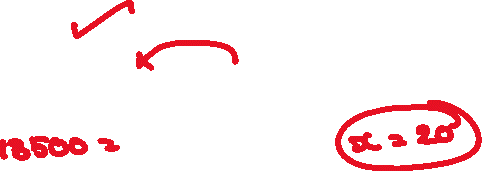 18500 =
x = 20